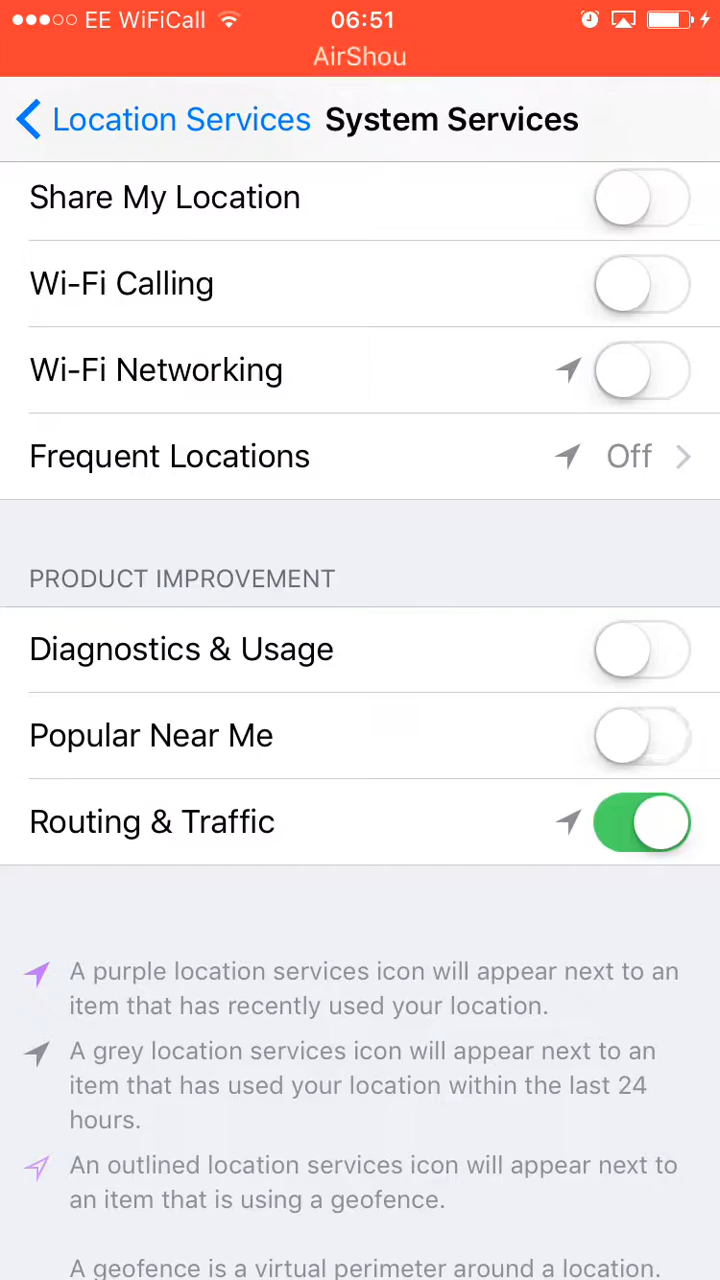 EE WiFiCall 06:51
AirShou
Location Services System Services
Share My Location
Wi-Fi Calling
Wi-Fi Networking
Frequent Locations Off
PRODUCT IMPROVEMENT
Diagnostics & Usage
Popular Near Me
Routing & Traffic
A purple location services icon will appear next to an
item that has recently used your location.
A grey location services icon will appear next to an
item that has used your location within the last 24
hours.
An outlined location services icon will appear next to
an item that is using a geofence.
A geofence is a virtual perimeter around a location.